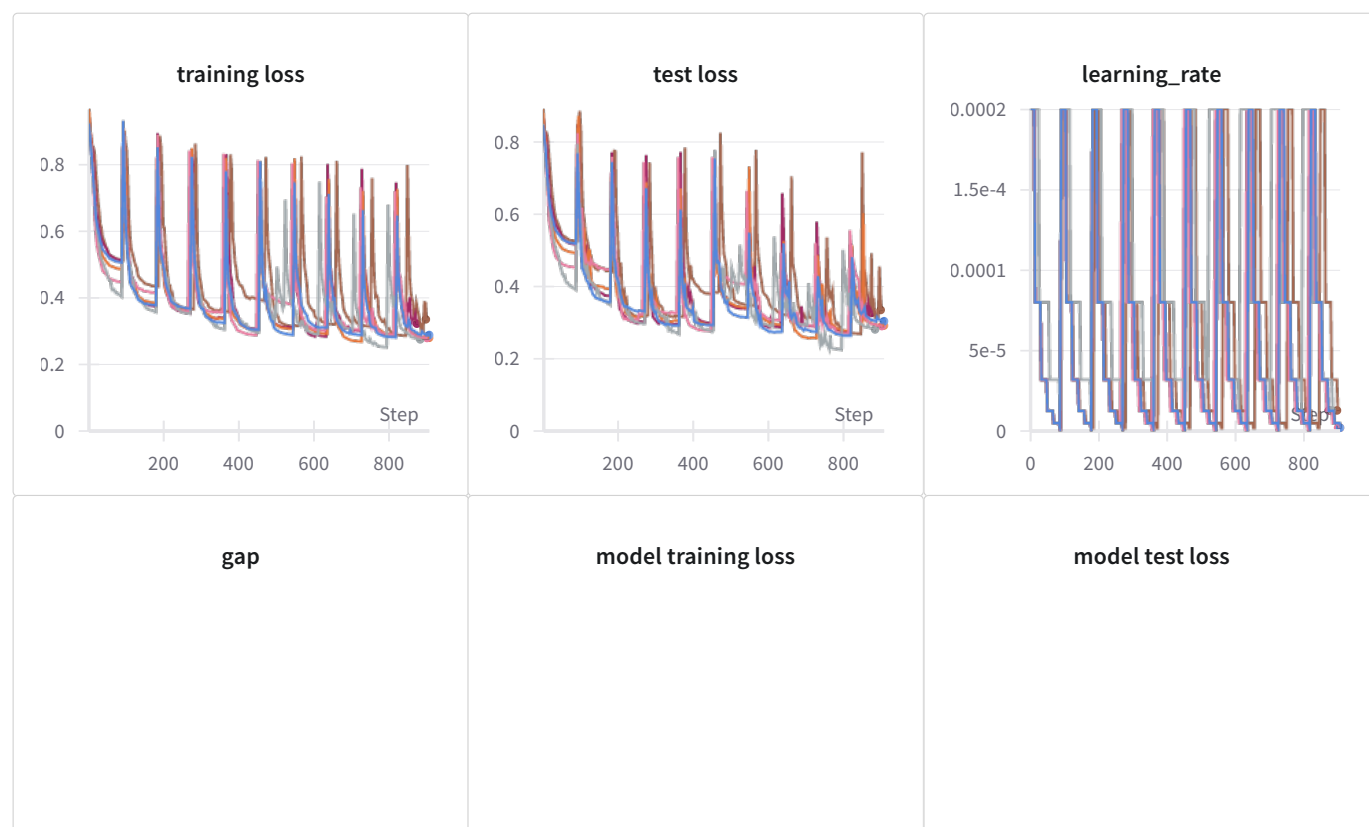 training loss
0.8
0.6
0.4
0.2
0
Step
200 400 600 800
test loss
0.8
0.6
0.4
0.2
0
Step
200 400 600 800
learning_rate
0.0002
1.5e-4
0.0001
5e-5
0
Step
0 200 400 600 800
gap
model training loss
model test loss